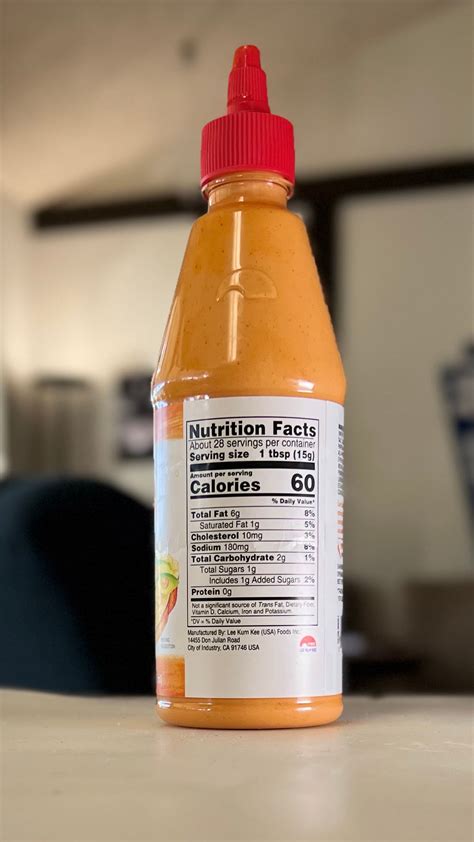 Nutrition Facts
About 28 servings per container
Serving size 1 tbsp (15g)
Amount per serving
Calories 60
% Daily Value*
Total Fat 6g 8%
Saturated Fat 1g 5%
Cholesterol 10mg 3%
Sodium 180mg 8%
Total Carbohydrate 2g 1%
Total Sugars 1g
Includes 1g Added Sugars 2%
Protein 0g
Not a significant source of Trans Fat, Dietary Fiber,
Vitamin D, Calcium, Iron and Potassium.
*DV = % Daily Value
Manufactured By: Lee Kum Kee (USA) Foods Inc.
14455 Don Julian Road
City of Industry, CA 91746 USA